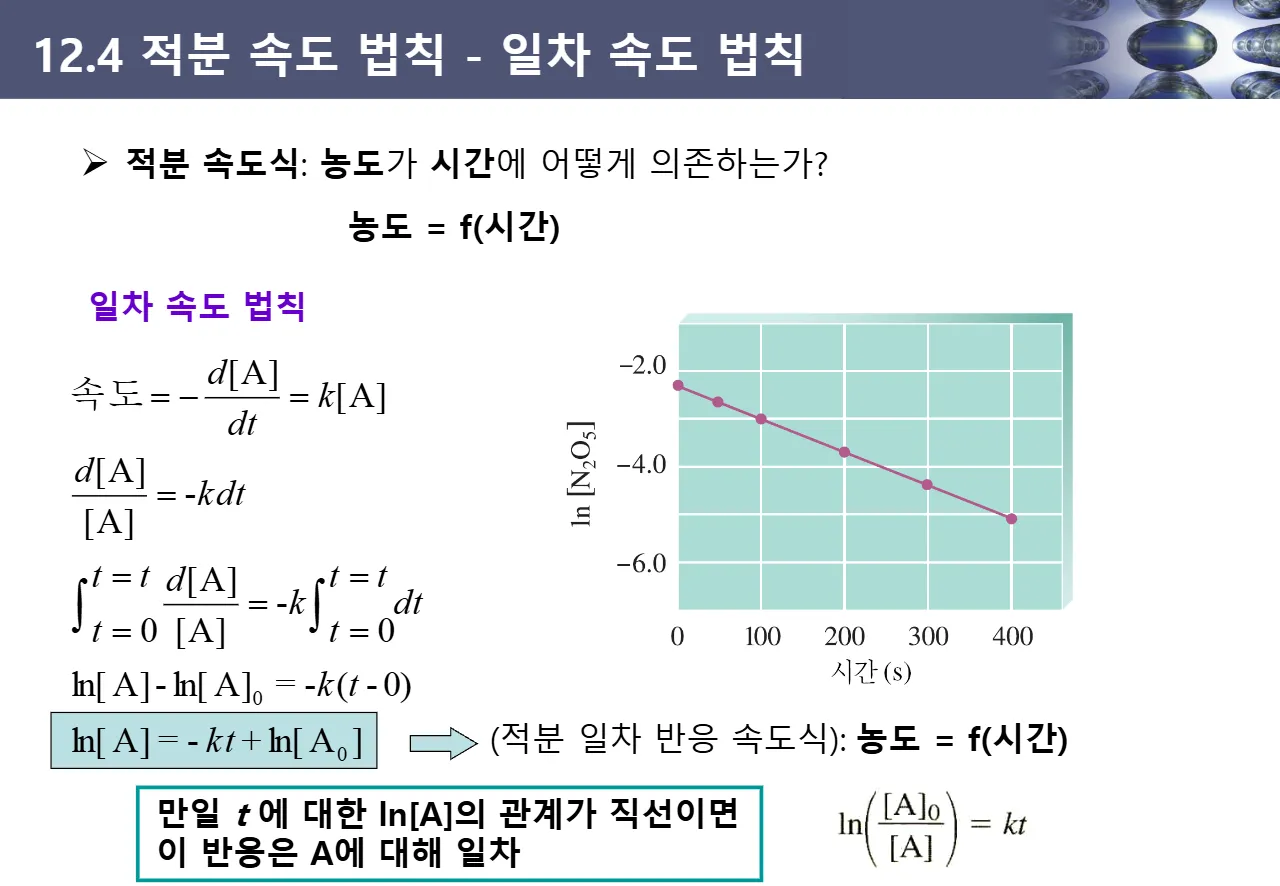 12.4 적분 속도 법칙 - 일차 속도 법칙
➢ 적분 속도식: 농도가 시간에 어떻게 의존하는가?
농도 = f(시간)
일차 속도 법칙
속도 = − d[A]/dt = k[A]
d[A]/[A] = -kdt
∫_{t = 0}^{t = t} d[A]/[A] = -k∫_{t = 0}^{t = t} dt
ln[A] - ln[A]₀ = -k(t - 0)
ln[A] = - kt + ln[A₀]
ln [N₂O₅]
−2.0
−4.0
−6.0
0 100 200 300 400
시간 (s)
(적분 일차 반응 속도식): 농도 = f(시간)
만일 t 에 대한 ln[A]의 관계가 직선이면
이 반응은 A에 대해 일차
ln([A]₀/[A]) = kt